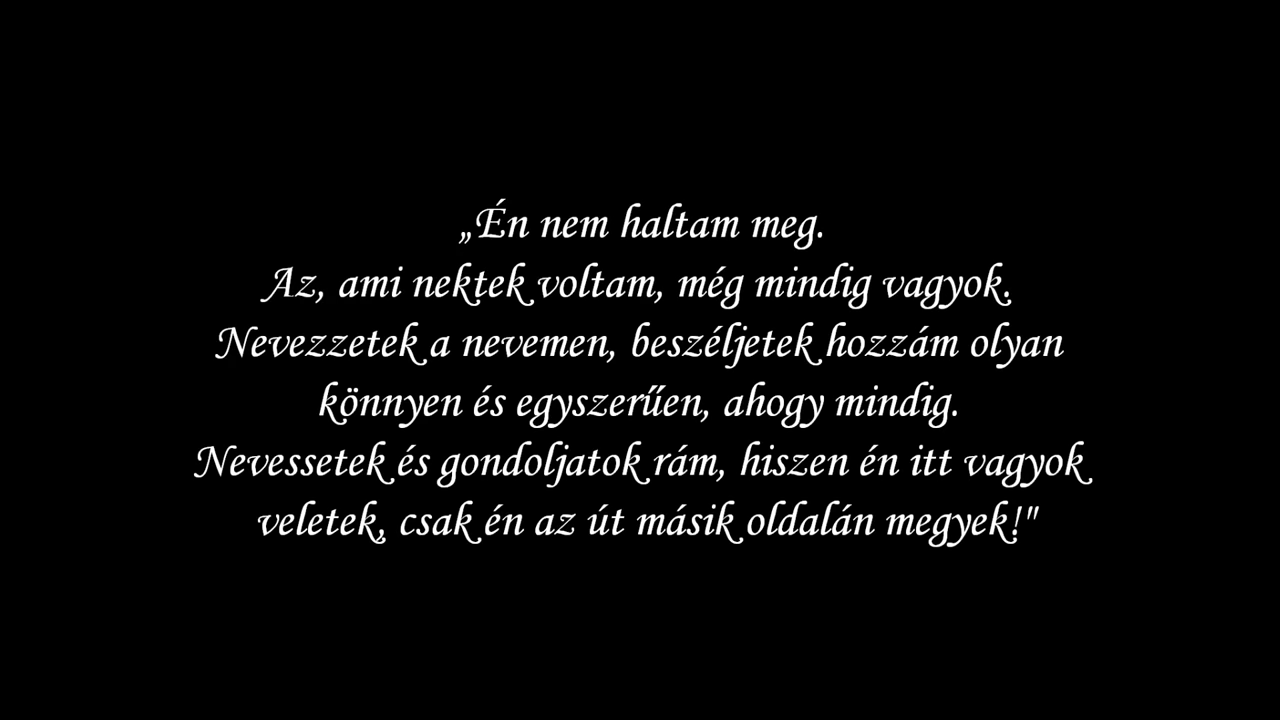 „Én nem haltam meg.
Az, ami nektek voltam, még mindig vagyok.
Nevezzetek a nevemen, beszéljetek hozzám olyan
könnyen és egyszerűen, ahogy mindig.
Nevessetek és gondoljatok rám, hiszen én itt vagyok
veletek, csak én az út másik oldalán megyek!"